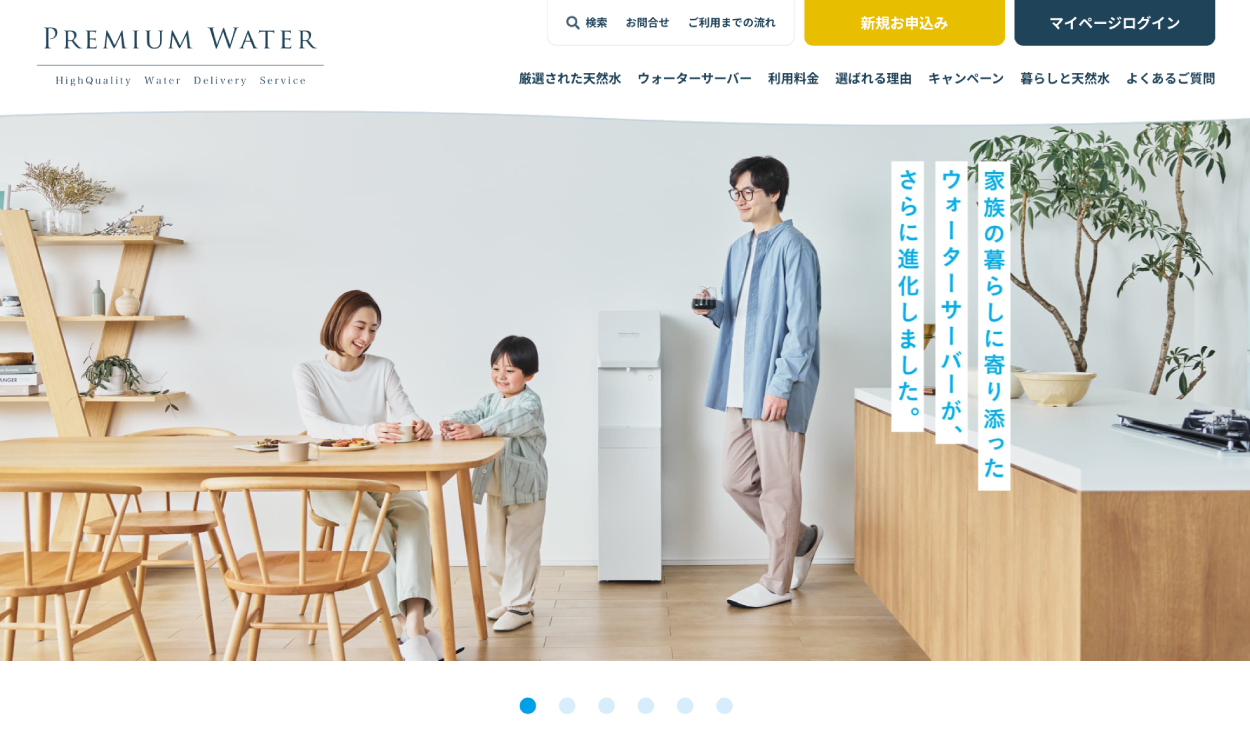 PREMIUM WATER
HighQuality Water Delivery Service
検索 お問合せ ご利用までの流れ
新規お申込み
マイページログイン
厳選された天然水 ウォーターサーバー 利用料金 選ばれる理由 キャンペーン 暮らしと天然水 よくあるご質問
家族の暮らしに寄り添った
ウォーターサーバーが、
さらに進化しました。